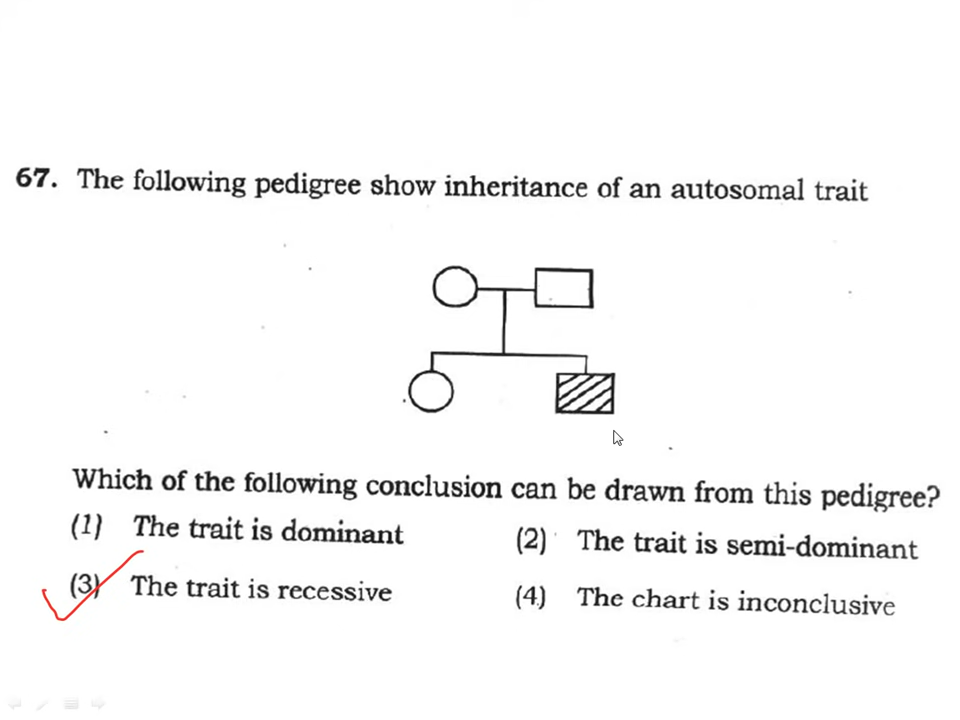 67. The following pedigree show inheritance of an autosomal trait
Which of the following conclusion can be drawn from this pedigree?
(1) The trait is dominant (2) The trait is semi-dominant
(3) The trait is recessive (4) The chart is inconclusive